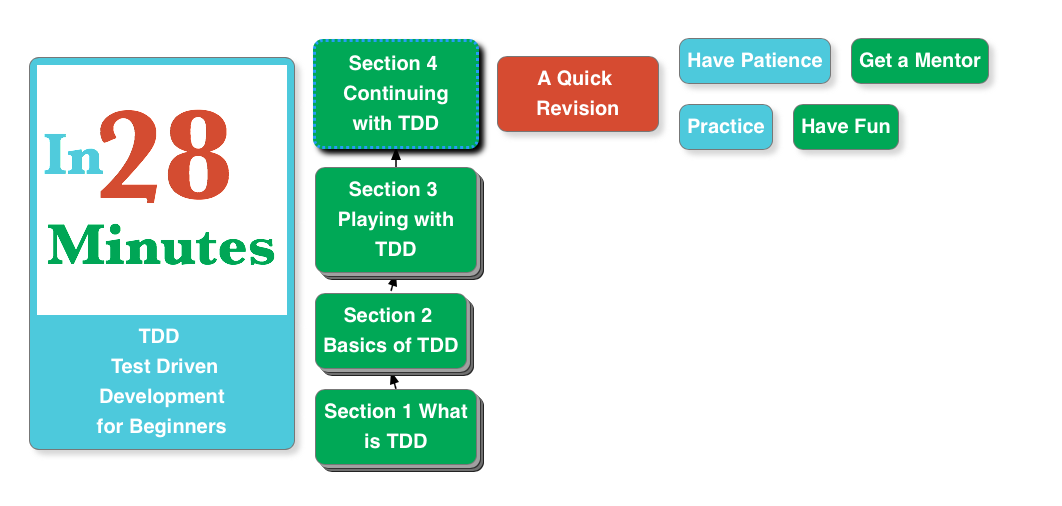 In28
Minutes
TDD
Test Driven
Development
for Beginners
Section 4
Continuing
with TDD
Section 3
Playing with
TDD
Section 2
Basics of TDD
Section 1 What
is TDD
A Quick
Revision
Have Patience
Get a Mentor
Practice
Have Fun